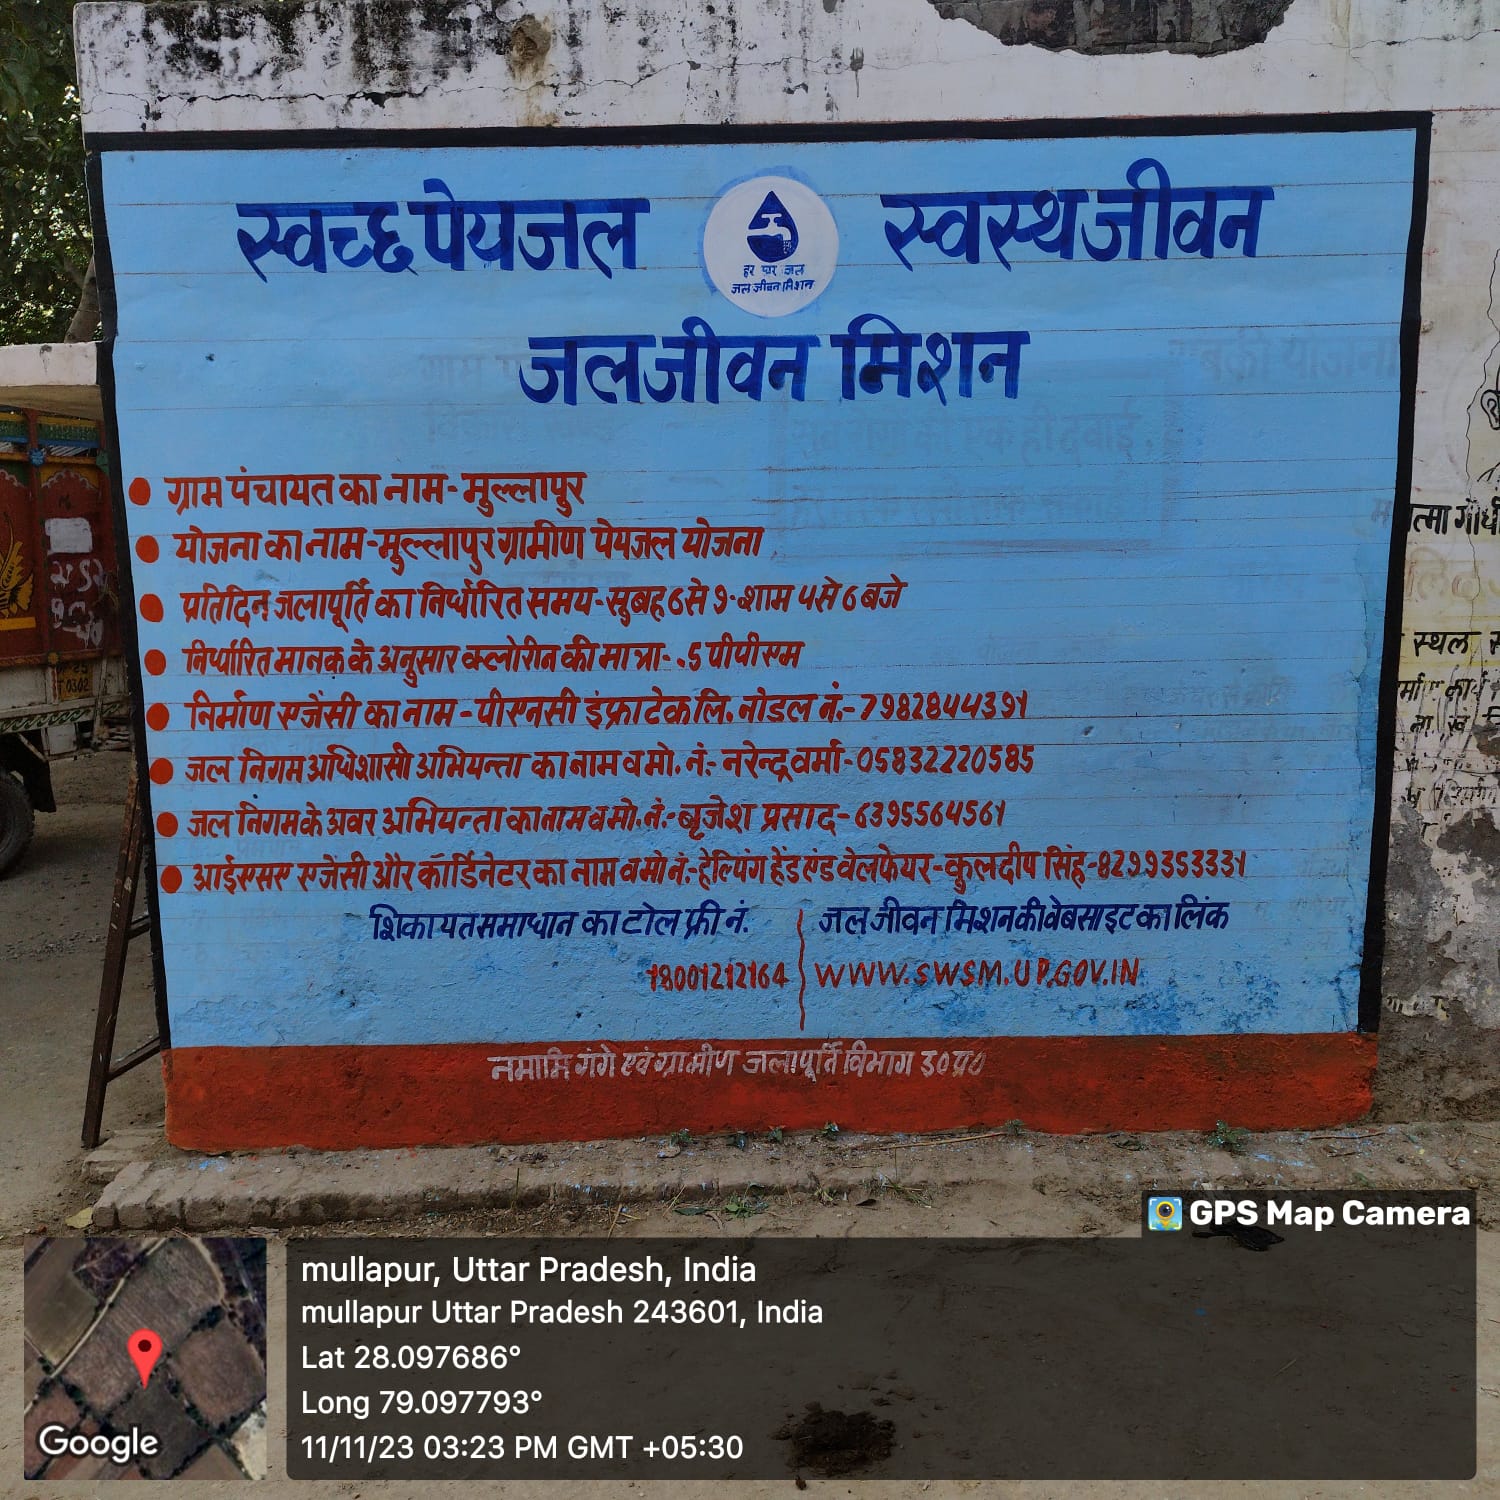 स्वच्छ पेयजल स्वस्थ जीवन
हर घर जल
जल जीवन मिशन
जल जीवन मिशन
ग्राम पंचायत का नाम - मुल्लापुर
योजना का नाम - मुल्लापुर ग्रामीण पेयजल योजना
प्रतिदिन जलापूर्ति का निर्धारित समय - सुबह 6 से 9 - शाम 4 से 6 बजे
निर्धारित मानक के अनुसार क्लोरीन की मात्रा - .5 पीपीएम
निर्माण एजेंसी का नाम - पीएनसी इंफ्राटेक लि. नोडल नं.- 7982844391
जल निगम अधिशासी अभियन्ता का नाम व मो. नं.- नरेन्द्र वर्मा - 05832220585
जल निगम के अवर अभियन्ता का नाम व मो. नं.- बृजेश प्रसाद - 6395564561
आईएसए एजेंसी और कॉर्डिनेटर का नाम व मो नं.- हेल्पिंग हेंड एंड वेलफेयर - कुलदीप सिंह - 8299353331
शिकायत समाधान का टोल फ्री नं. जल जीवन मिशन की वेबसाइट का लिंक
18001212164 WWW.SWSM.UP.GOV.IN
नमामि गंगे एवं ग्रामीण जलापूर्ति विभाग उ० प्र०
स्थल
GPS Map Camera
mullapur, Uttar Pradesh, India
mullapur Uttar Pradesh 243601, India
Lat 28.097686°
Long 79.097793°
11/11/23 03:23 PM GMT +05:30
Google